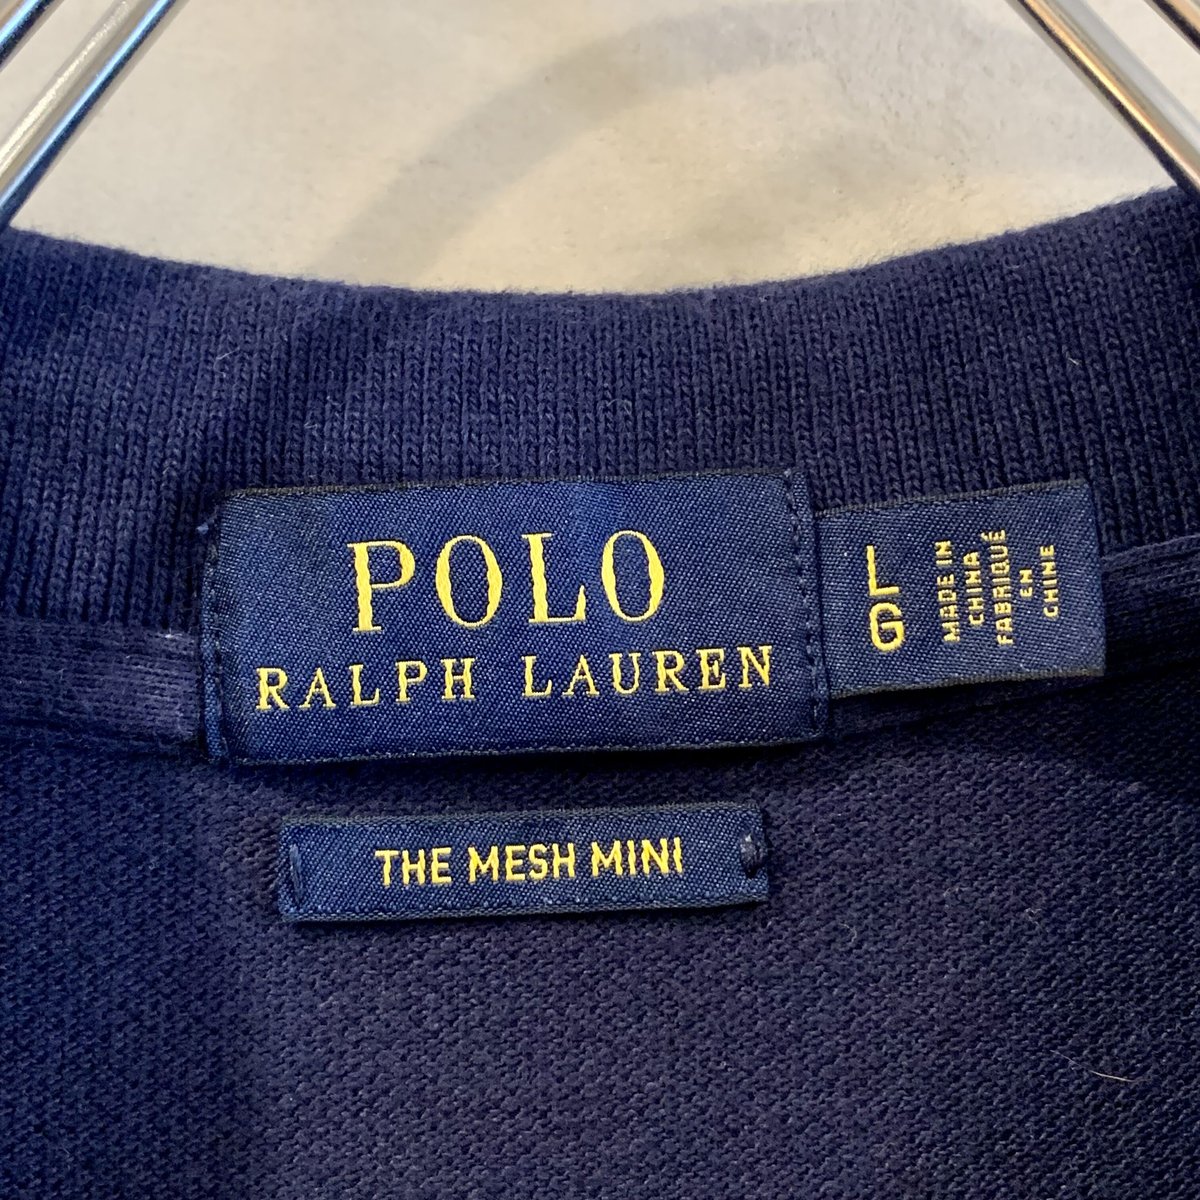 POLO
RALPH LAUREN
L
G
MADE IN
CHINA
FABRIQUÉ
EN
CHINE
THE MESH MINI